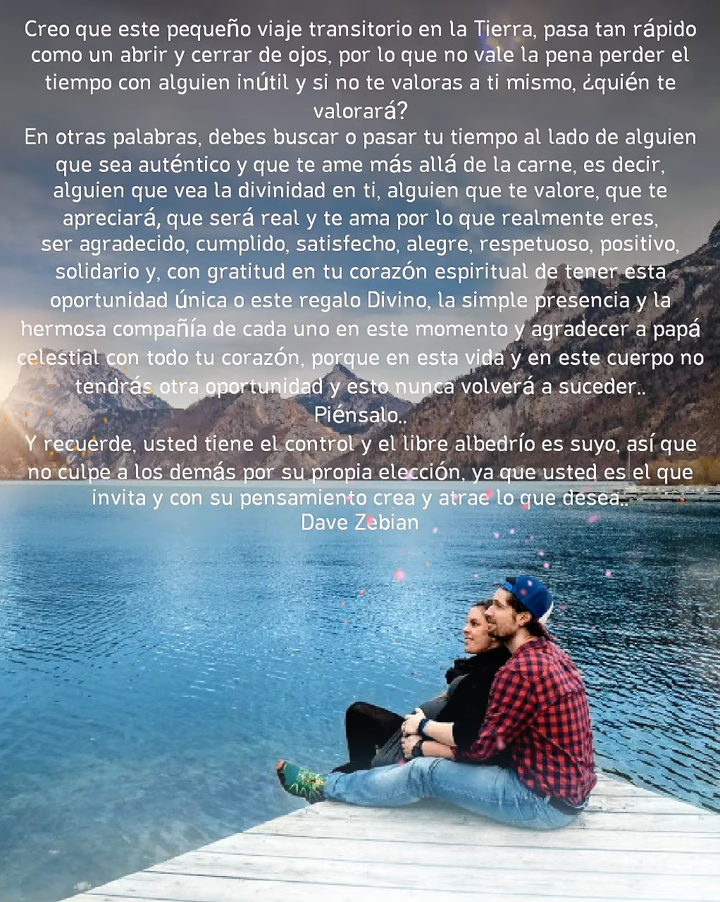 Creo que este pequeño viaje transitorio en la Tierra, pasa tan rápido
como un abrir y cerrar de ojos, por lo que no vale la pena perder el
tiempo con alguien inútil y si no te valoras a ti mismo, ¿quién te
valorará?
En otras palabras, debes buscar o pasar tu tiempo al lado de alguien
que sea auténtico y que te ame más allá de la carne, es decir,
alguien que vea la divinidad en ti, alguien que te valore, que te
apreciará, que será real y te ama por lo que realmente eres,
ser agradecido, cumplido, satisfecho, alegre, respetuoso, positivo,
solidario y, con gratitud en tu corazón espiritual de tener esta
oportunidad única o este regalo Divino, la simple presencia y la
hermosa compañía de cada uno en este momento y agradecer a papá
celestial con todo tu corazón, porque en esta vida y en este cuerpo no
tendrás otra oportunidad y esto nunca volverá a suceder..
Piénsalo..
Y recuerde, usted tiene el control y el libre albedrío es suyo, así que
no culpe a los demás por su propia elección, ya que usted es el que
invita y con su pensamiento crea y atrae lo que desea..
Dave Zebian